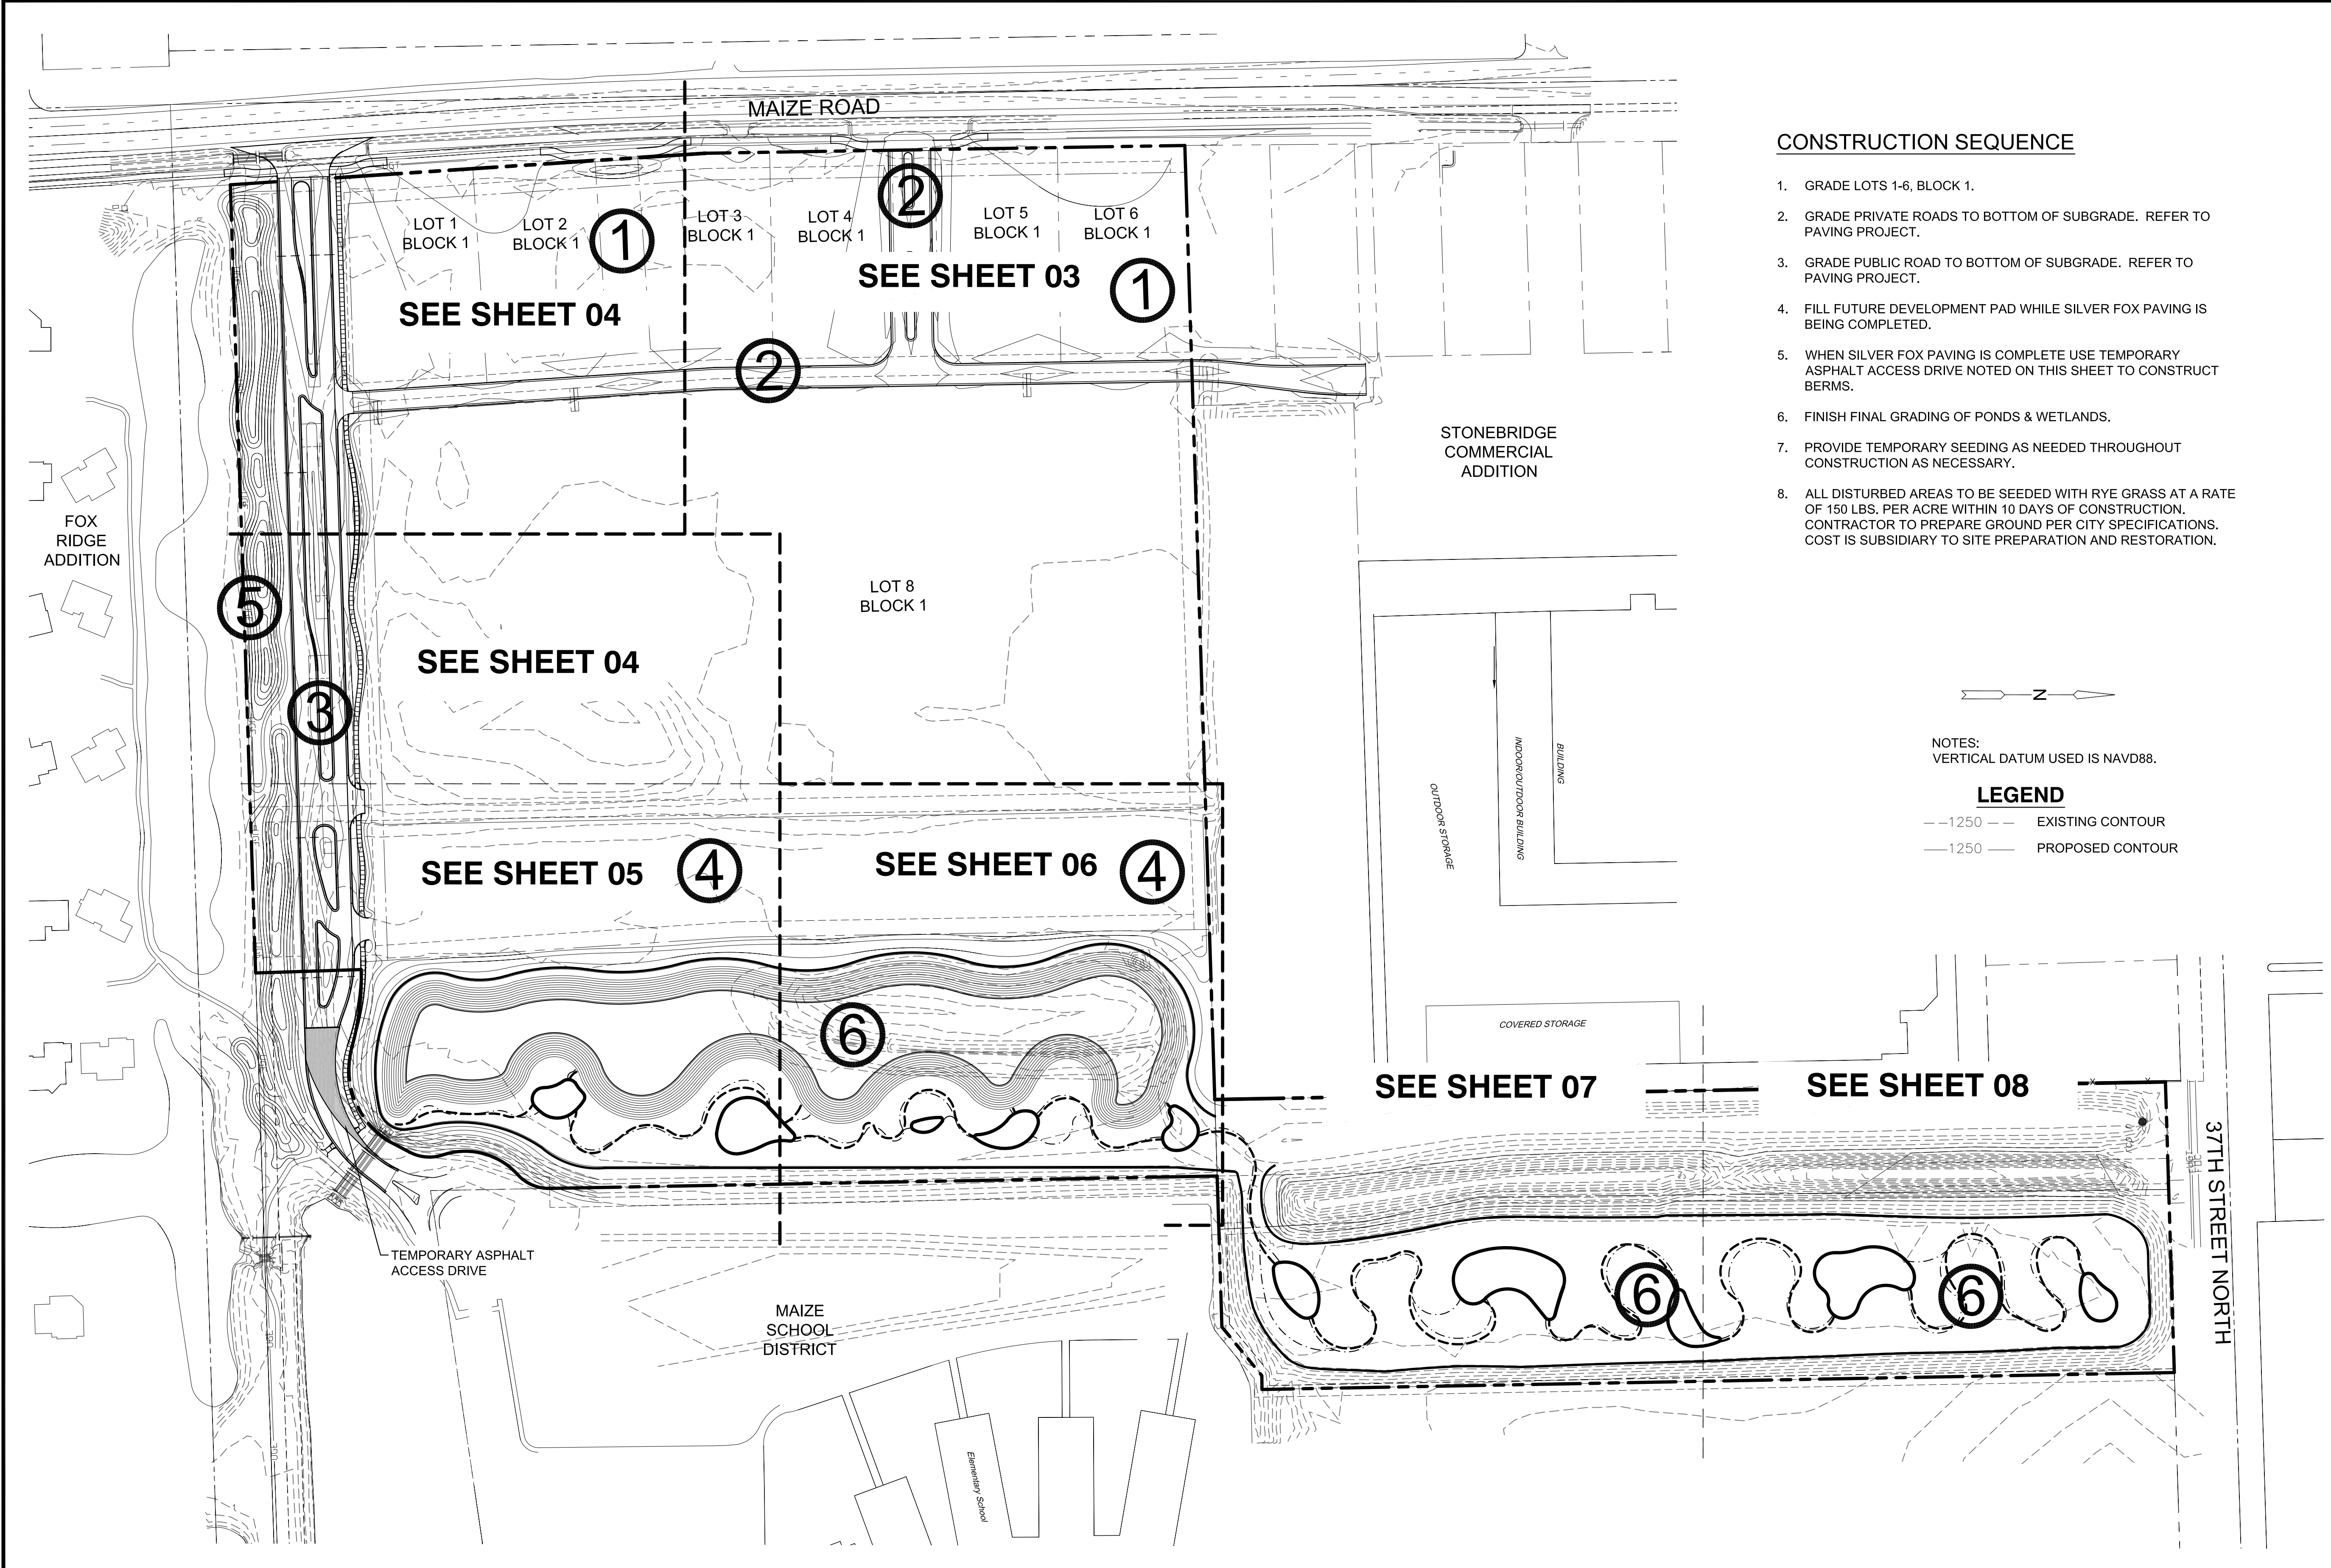 MAIZE ROAD
CONSTRUCTION SEQUENCE
1. GRADE LOTS 1-6, BLOCK 1.
2. GRADE PRIVATE ROADS TO BOTTOM OF SUBGRADE. REFER TO
PAVING PROJECT.
3. GRADE PUBLIC ROAD TO BOTTOM OF SUBGRADE. REFER TO
PAVING PROJECT.
4. FILL FUTURE DEVELOPMENT PAD WHILE SILVER FOX PAVING IS
BEING COMPLETED.
5. WHEN SILVER FOX PAVING IS COMPLETE USE TEMPORARY
ASPHALT ACCESS DRIVE NOTED ON THIS SHEET TO CONSTRUCT
BERMS.
6. FINISH FINAL GRADING OF PONDS & WETLANDS.
7. PROVIDE TEMPORARY SEEDING AS NEEDED THROUGHOUT
CONSTRUCTION AS NECESSARY.
8. ALL DISTURBED AREAS TO BE SEEDED WITH RYE GRASS AT A RATE
OF 150 LBS. PER ACRE WITHIN 10 DAYS OF CONSTRUCTION.
CONTRACTOR TO PREPARE GROUND PER CITY SPECIFICATIONS.
COST IS SUBSIDIARY TO SITE PREPARATION AND RESTORATION.
LOT 1
BLOCK 1
LOT 2
BLOCK 1
1
LOT 3
BLOCK 1
LOT 4
BLOCK 1
2
LOT 5
BLOCK 1
LOT 6
BLOCK 1
SEE SHEET 04
SEE SHEET 03
1
2
STONEBRIDGE
COMMERCIAL
ADDITION
FOX
RIDGE
ADDITION
5
LOT 8
BLOCK 1
SEE SHEET 04
3
N
NOTES:
VERTICAL DATUM USED IS NAVD88.
LEGEND
1250 EXISTING CONTOUR
1250 PROPOSED CONTOUR
OUTDOOR STORAGE
INDOOR/OUTDOOR BUILDING
BUILDING
SEE SHEET 05
4
SEE SHEET 06
4
6
COVERED STORAGE
SEE SHEET 07
SEE SHEET 08
37TH STREET NORTH
TEMPORARY ASPHALT
ACCESS DRIVE
6
6
MAIZE
SCHOOL
DISTRICT
Elementary School